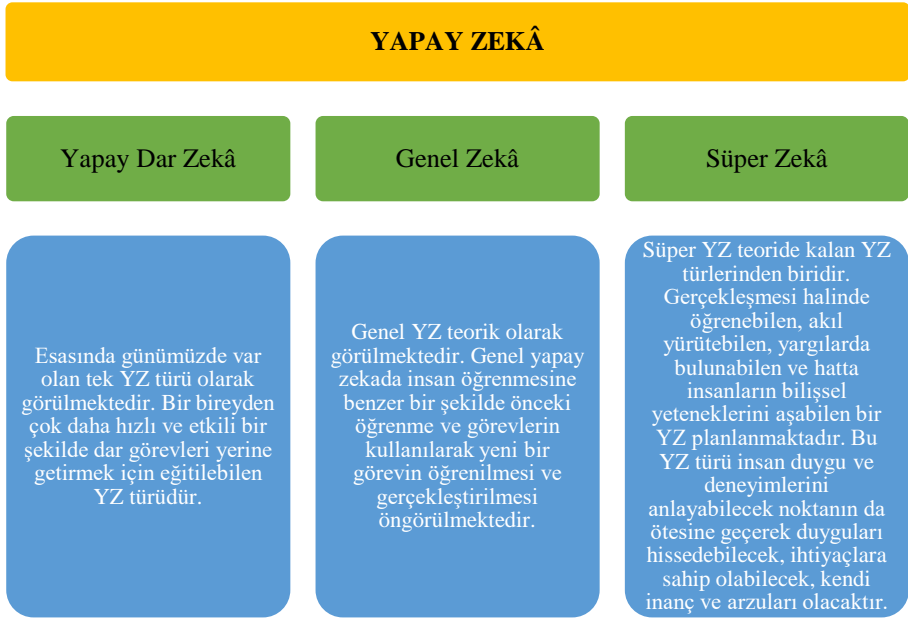 YAPAY ZEKÂ
Yapay Dar Zekâ
Esasında günümüzde var
olan tek YZ türü olarak
görülmektedir. Bir bireyden
çok daha hızlı ve etkili bir
şekilde dar görevleri yerine
getirmek için eğitilebilen
YZ türüdür.
Genel Zekâ
Genel YZ teorik olarak
görülmektedir. Genel yapay
zekada insan öğrenmesine
benzer bir şekilde önceki
öğrenme ve görevlerin
kullanılarak yeni bir
görevin öğrenilmesi ve
gerçekleştirilmesi
öngörülmektedir.
Süper Zekâ
Süper YZ teoride kalan YZ
türlerinden biridir.
Gerçekleşmesi halinde
öğrenebilen, akıl
yürütebilen, yargılarda
bulunabilen ve hatta
insanların bilişsel
yeteneklerini aşabilen bir
YZ planlanmaktadır. Bu
YZ türü insan duygu ve
deneyimlerini
anlayabilecek noktanın da
ötesine geçerek duyguları
hissedebilecek, ihtiyaçlara
sahip olabilecek, kendi
inanç ve arzuları olacaktır.